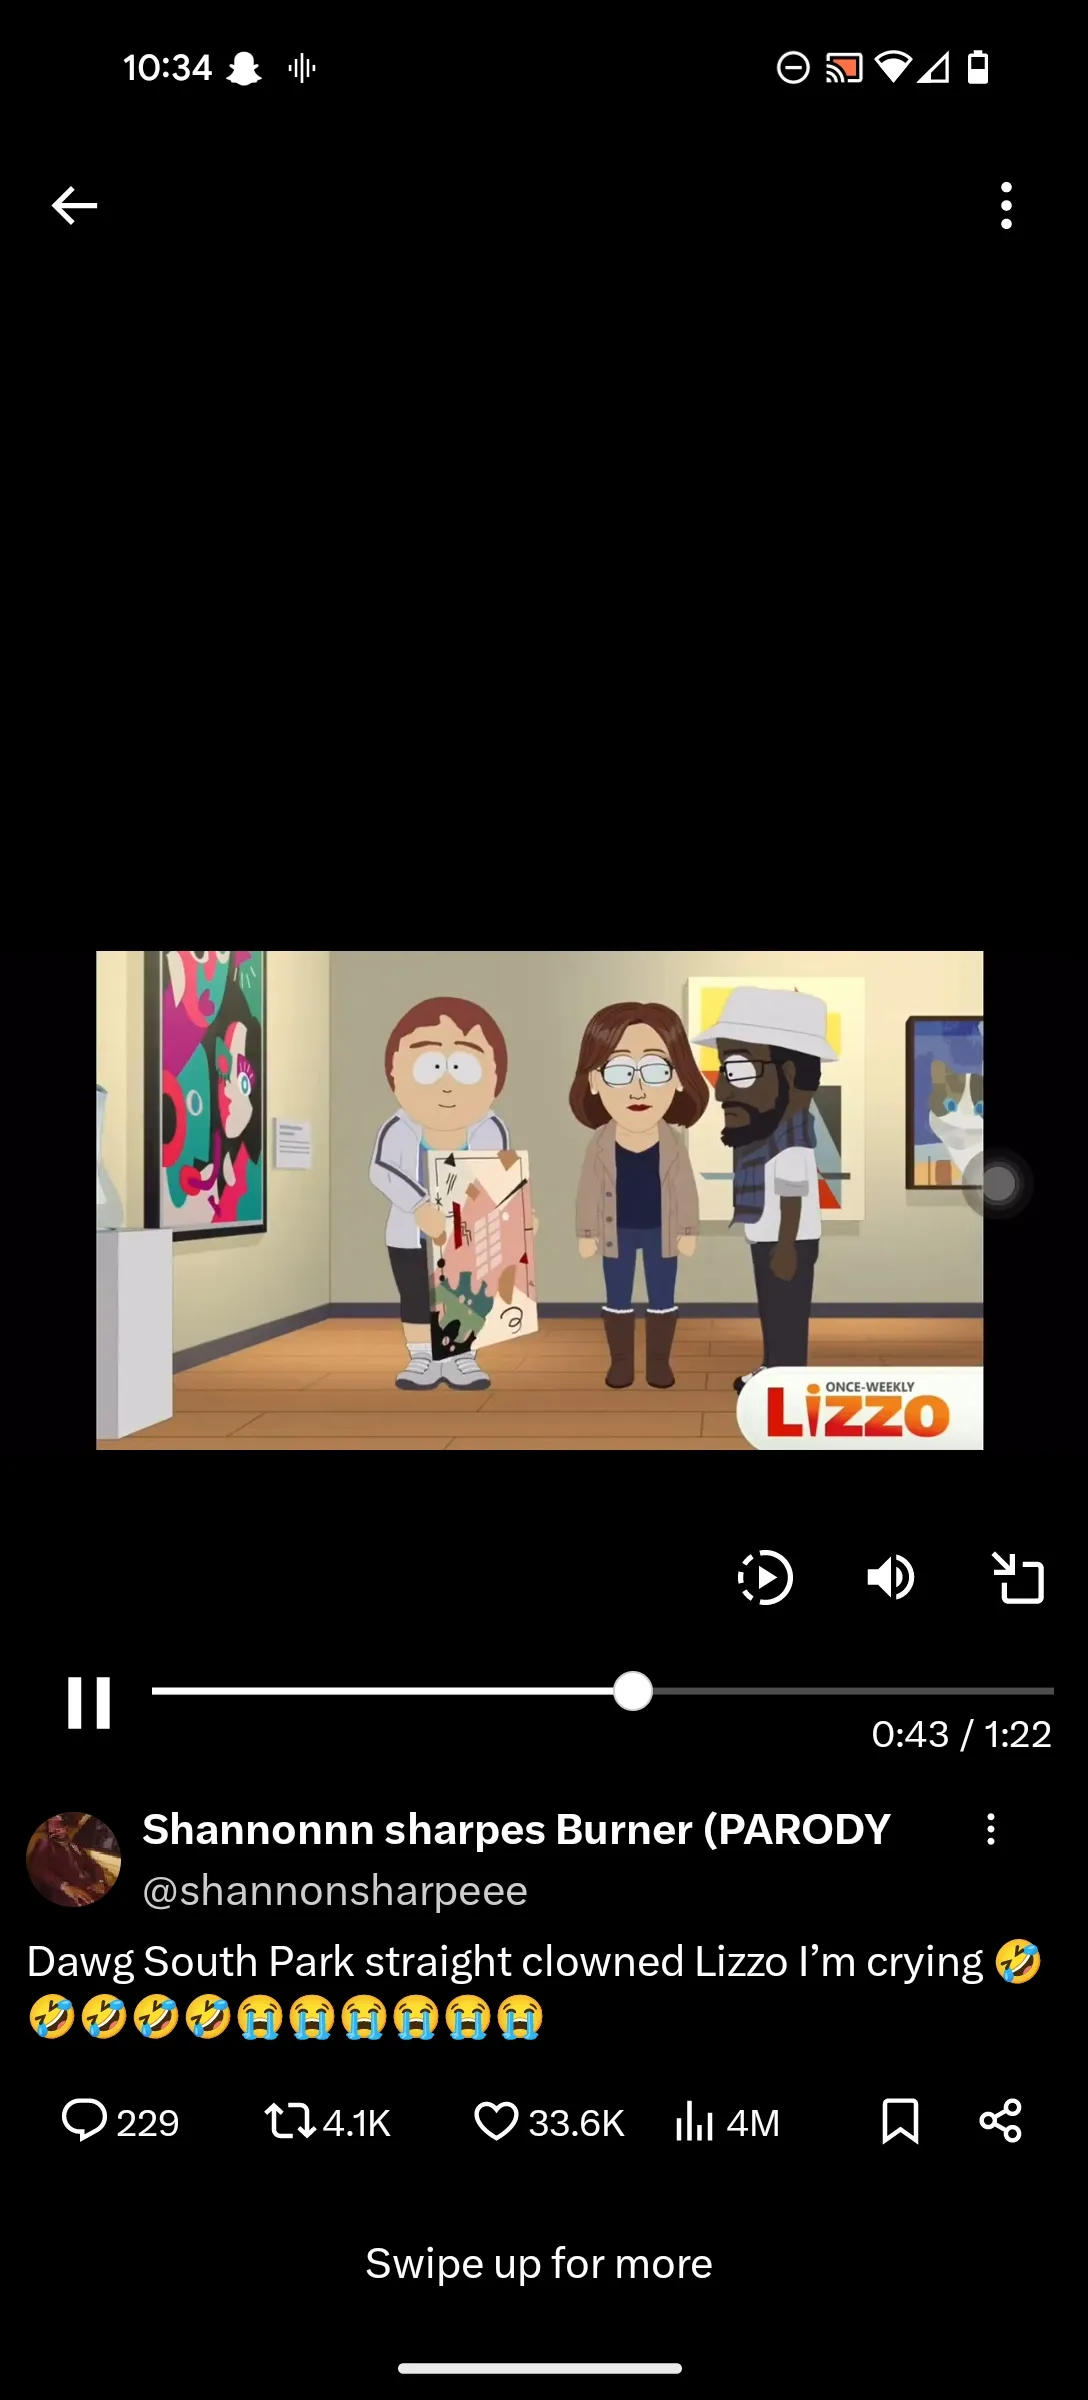 10:34
ONCE-WEEKLY
Lizzo
0:43 / 1:22
Shannonnn sharpes Burner (PARODY
@shannonsharpeee
Dawg South Park straight clowned Lizzo I’m crying 🤣
🤣🤣🤣🤣😭😭😭😭😭😭
229 4.1K 33.6K 4M
Swipe up for more